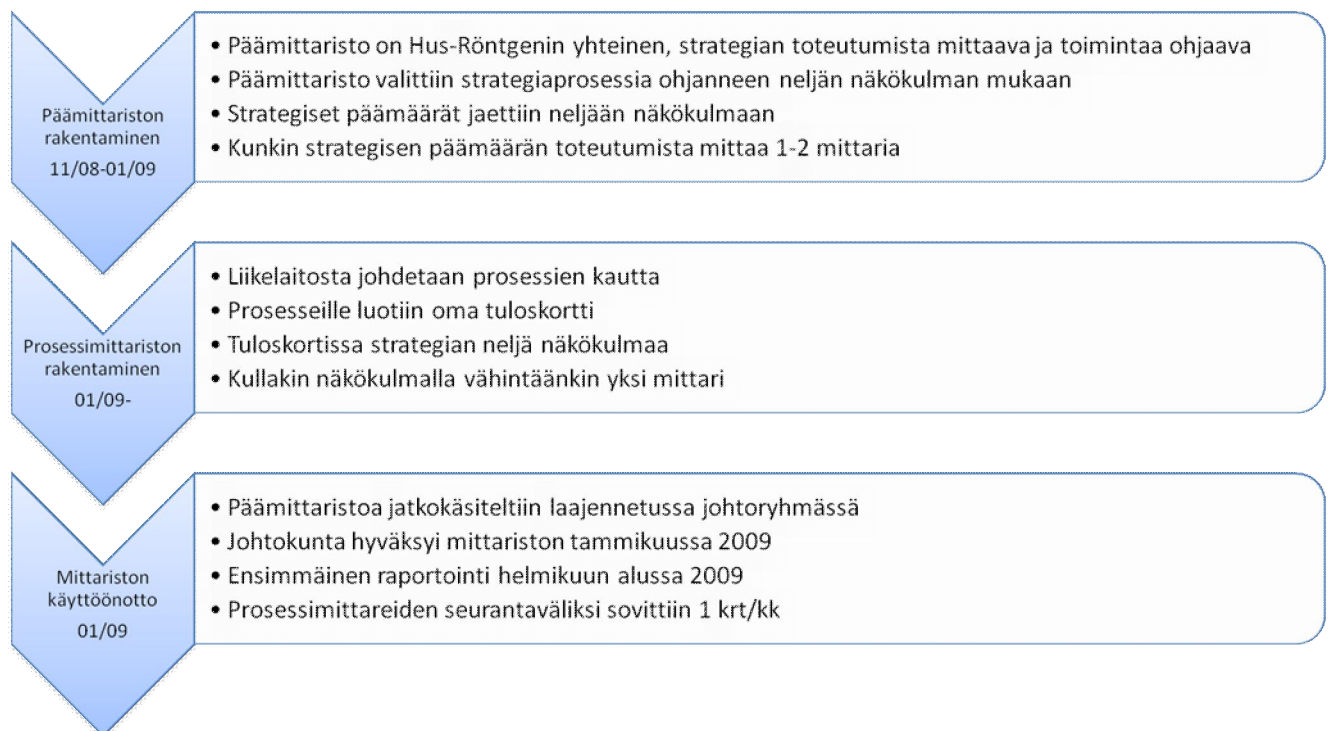 Päämittariston
rakentaminen
11/08-01/09
• Päämittaristo on Hus-Röntgenin yhteinen, strategian toteutumista mittaava ja toimintaa ohjaava
• Päämittaristo valittiin strategiaprosessia ohjanneen neljän näkökulman mukaan
• Strategiset päämäärät jaettiin neljään näkökulmaan
• Kunkin strategisen päämäärän toteutumista mittaa 1-2 mittaria
Prosessimittariston
rakentaminen
01/09-
• Liikelaitosta johdetaan prosessien kautta
• Prosesseille luotiin oma tuloskortti
• Tuloskortissa strategian neljä näkökulmaa
• Kullakin näkökulmalla vähintäänkin yksi mittari
Mittariston
käyttöönotto
01/09
• Päämittaristoa jatkokäsiteltiin laajennetussa johtoryhmässä
• Johtokunta hyväksyi mittariston tammikuussa 2009
• Ensimmäinen raportointi helmikuun alussa 2009
• Prosessimittareiden seurantaväliksi sovittiin 1 krt/kk